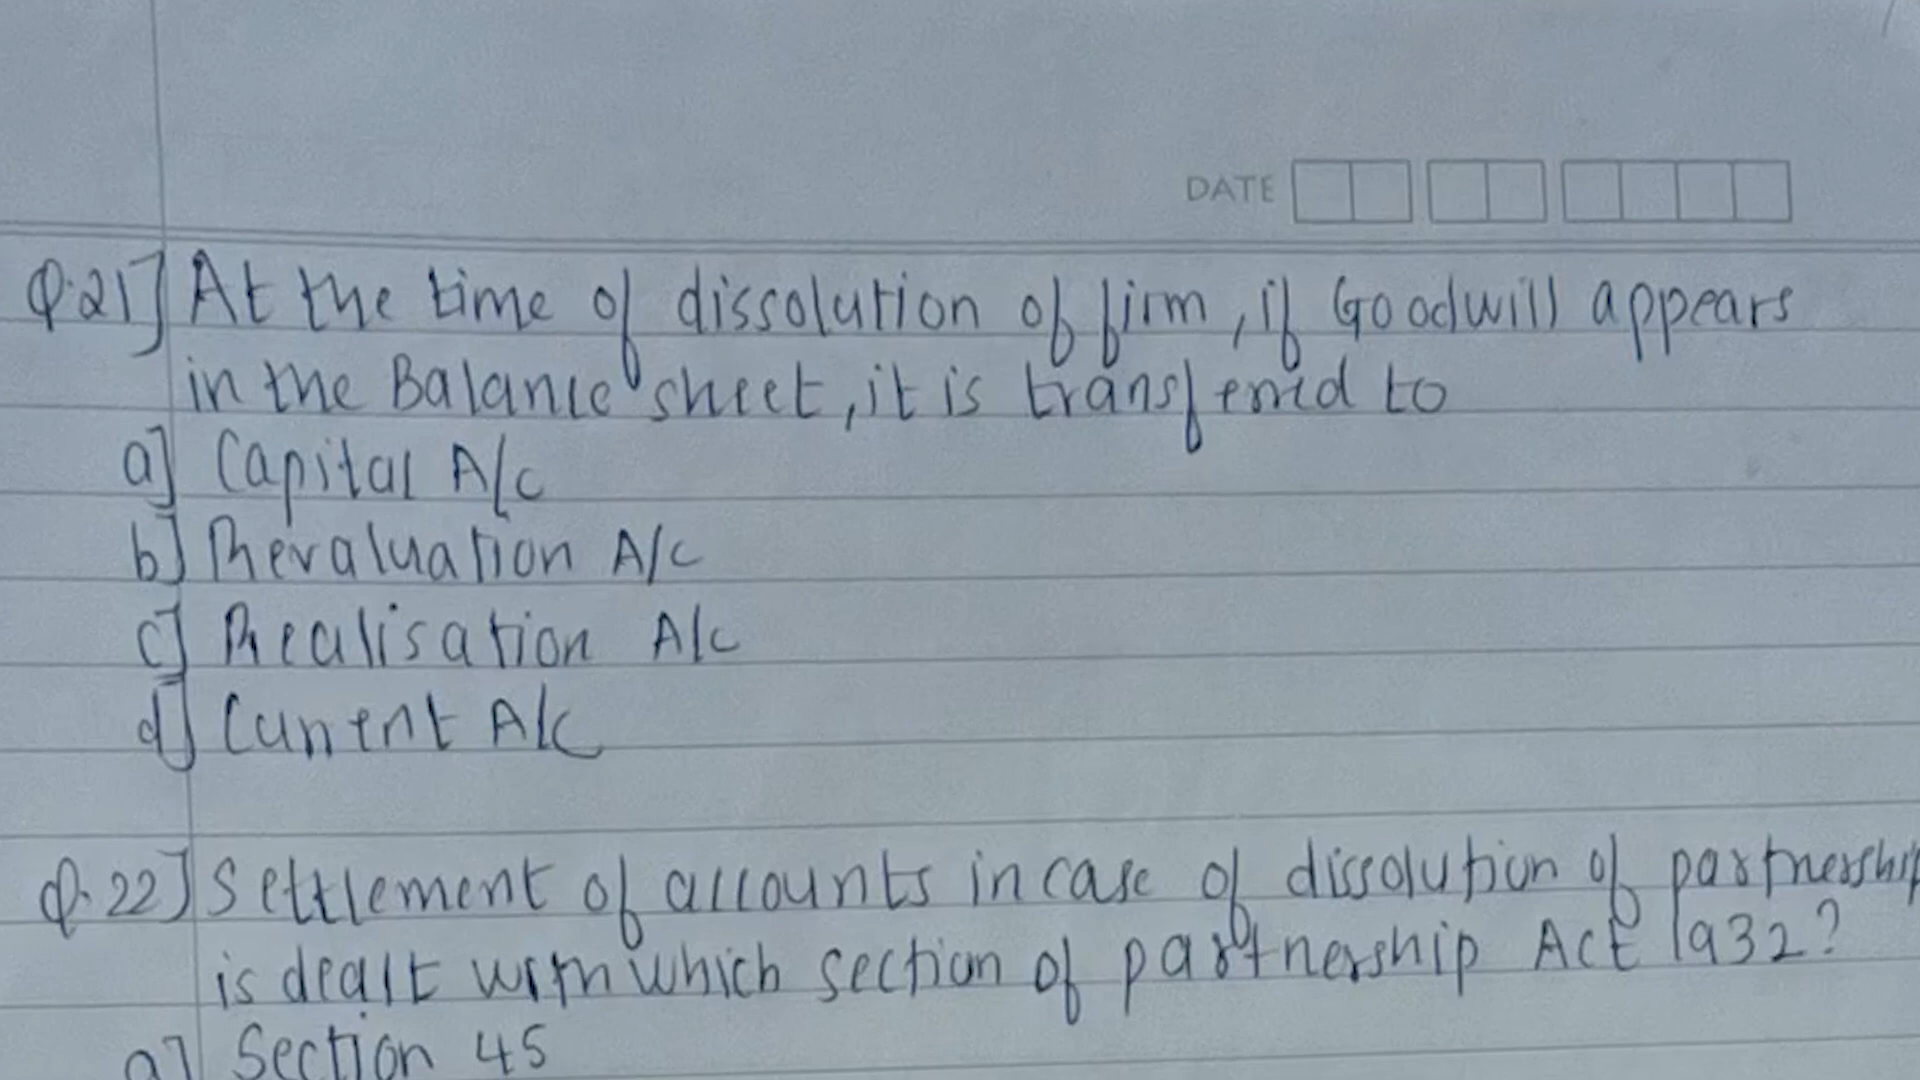 DATE
Q.21] At the time of dissolution of firm, if Goodwill appears
in the Balance sheet, it is transferred to
a] Capital A/c
b] Revaluation A/c
c] Realisation A/c
d] Current A/c
Q.22] Settlement of accounts in case of dissolution of partnership
is dealt with which section of partnership Act 1932?
a] Section 45